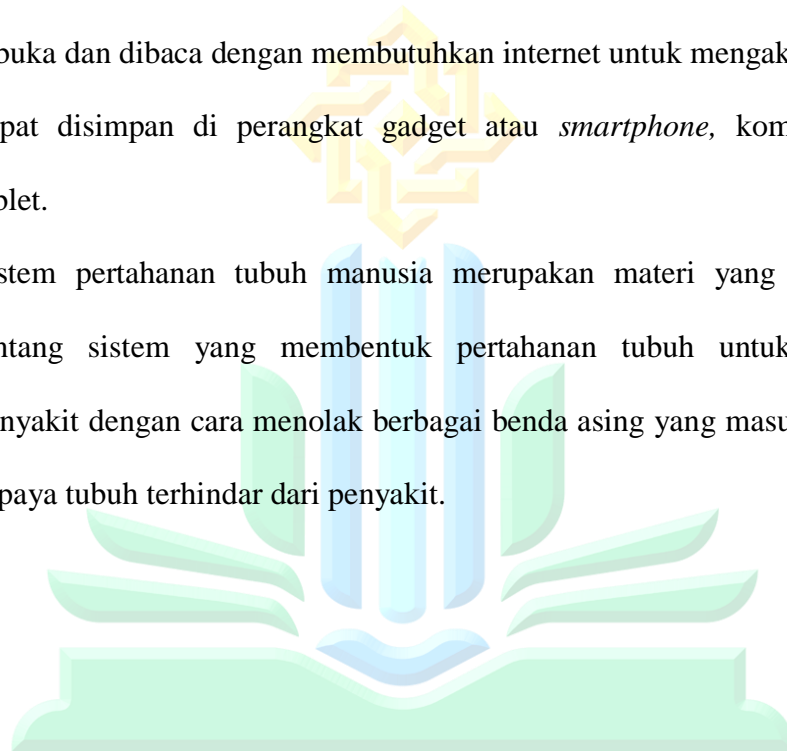 buka dan dibaca dengan membutuhkan internet untuk mengak
pat disimpan di perangkat gadget atau smartphone, kom
let.
stem pertahanan tubuh manusia merupakan materi yang
ntang sistem yang membentuk pertahanan tubuh untuk
nyakit dengan cara menolak berbagai benda asing yang masu
paya tubuh terhindar dari penyakit.